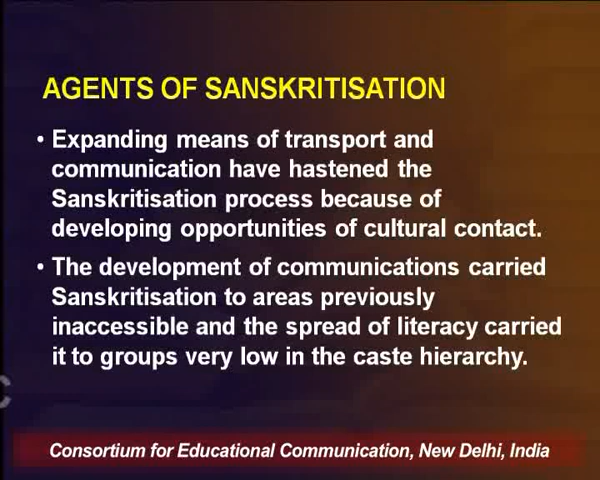 AGENTS OF SANSKRITISATION
• Expanding means of transport and
communication have hastened the
Sanskritisation process because of
developing opportunities of cultural contact.
• The development of communications carried
Sanskritisation to areas previously
inaccessible and the spread of literacy carried
it to groups very low in the caste hierarchy.
Consortium for Educational Communication, New Delhi, India